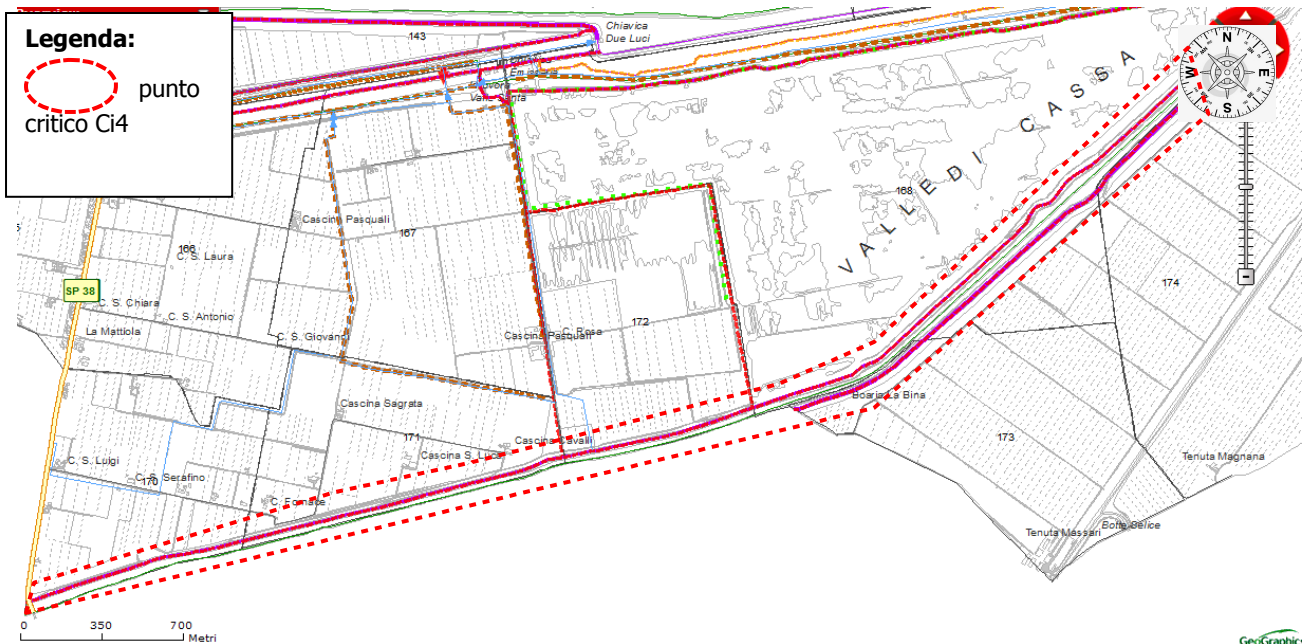 Legenda:
punto
critico Ci4
143
Chiavica
Due Luci
N
W
E
S
VALLE DI CASSA
168
Cascina Pasquali
167
166
C. S. Laura
SP 38
C. S. Chiara
C. S. Antonio
La Mattiola
C. S. Giovanni
Cascina Pasquali
C. Rosa
172
174
Cascina Sagrata
171
Boaria La Bina
173
Cascina Cavalli
Cascina S. Luca
C. S. Luigi
C. S. Serafino
170
C. Fornace
Tenuta Magnana
Tenuta Massari
Botte Selice
0 350 700
Metri
GeoGraphics